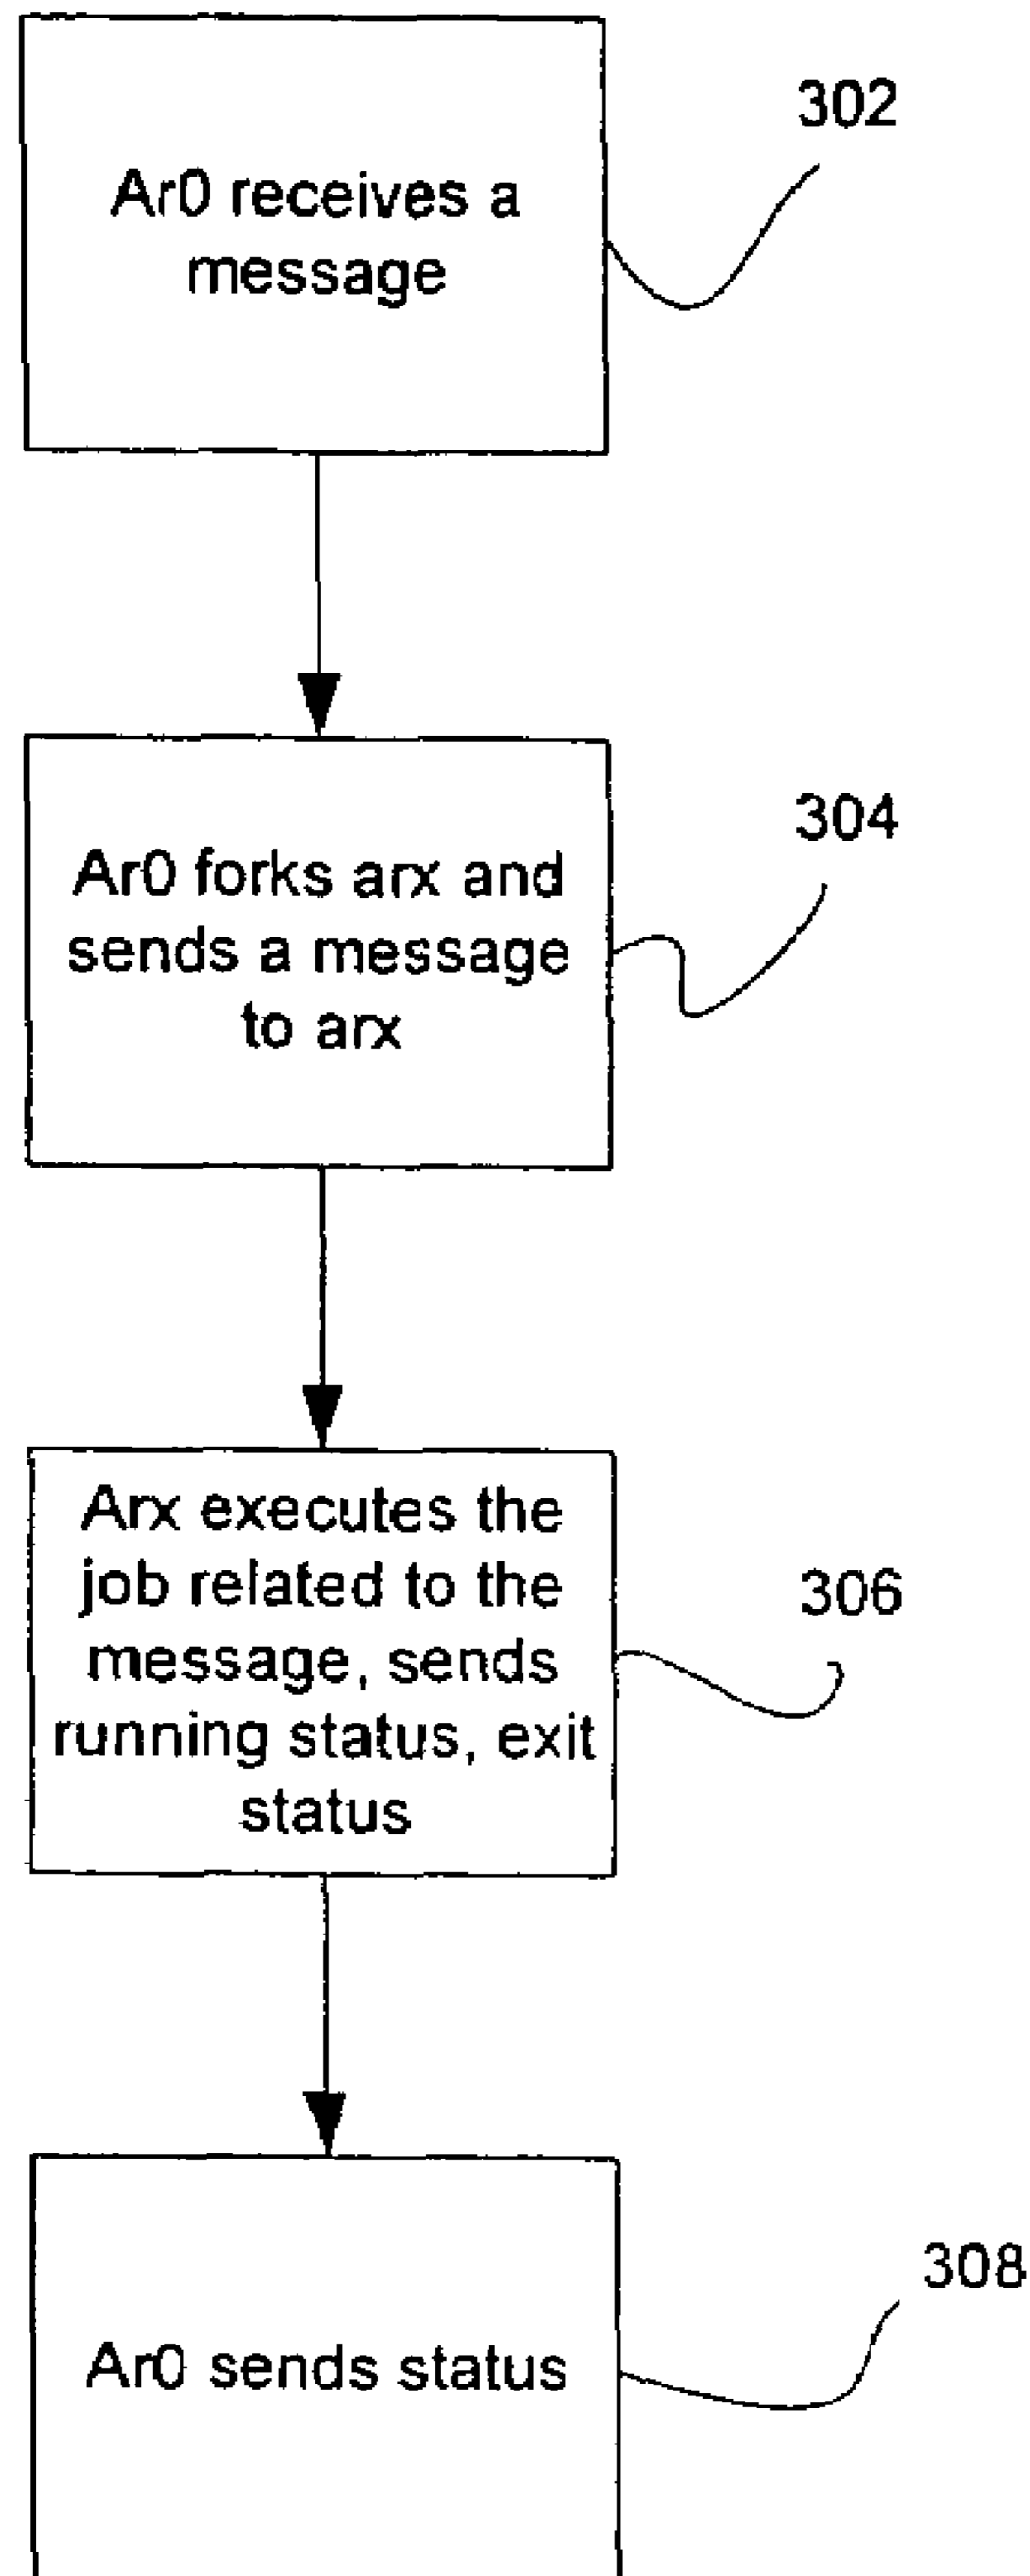 Ar0 receives a
message
302
Ar0 forks arx and
sends a message
to arx
304
Arx executes the
job related to the
message, sends
running status, exit
status
306
Ar0 sends status
308